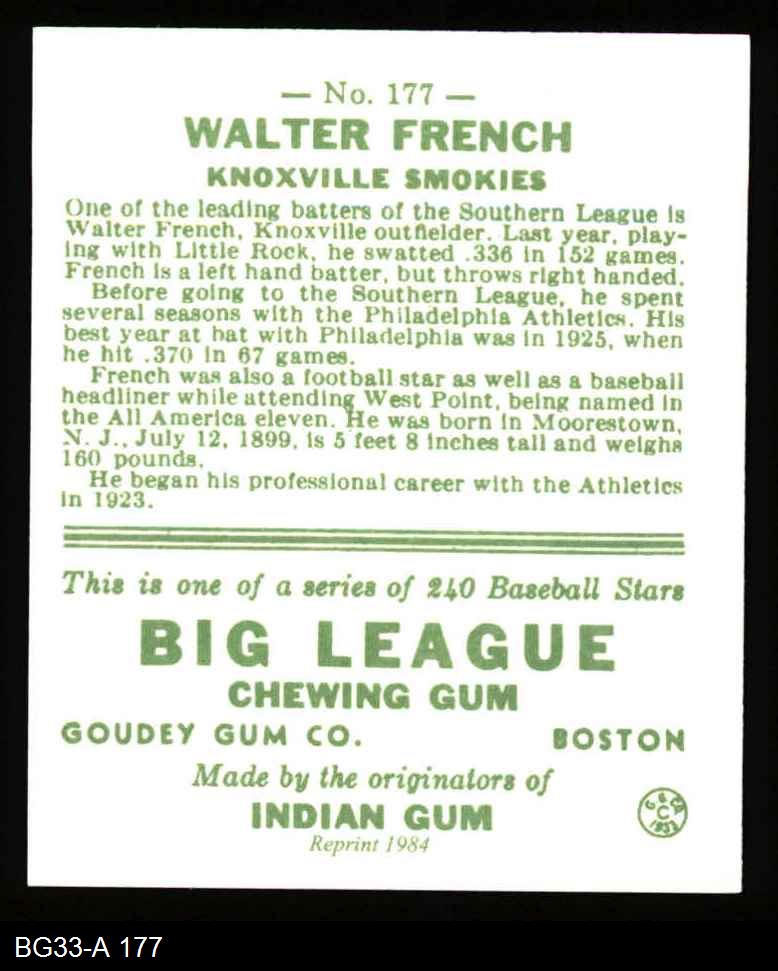 — No. 177 —
WALTER FRENCH
KNOXVILLE SMOKIES
One of the leading batters of the Southern League is
Walter French, Knoxville outfielder. Last year, play-
ing with Little Rock, he swatted .336 in 152 games.
French is a left hand batter, but throws right handed.
Before going to the Southern League, he spent
several seasons with the Philadelphia Athletics. His
best year at bat with Philadelphia was in 1925, when
he hit .370 in 67 games.
French was also a football star as well as a baseball
headliner while attending West Point, being named in
the All America eleven. He was born in Moorestown,
N. J., July 12, 1899, is 5 feet 8 inches tall and weighs
160 pounds.
He began his professional career with the Athletics
in 1923.
This is one of a series of 240 Baseball Stars
BIG LEAGUE
CHEWING GUM
GOUDEY GUM CO. BOSTON
Made by the originators of
INDIAN GUM
G. G. CO.
C
1933
Reprint 1984
BG33-A 177